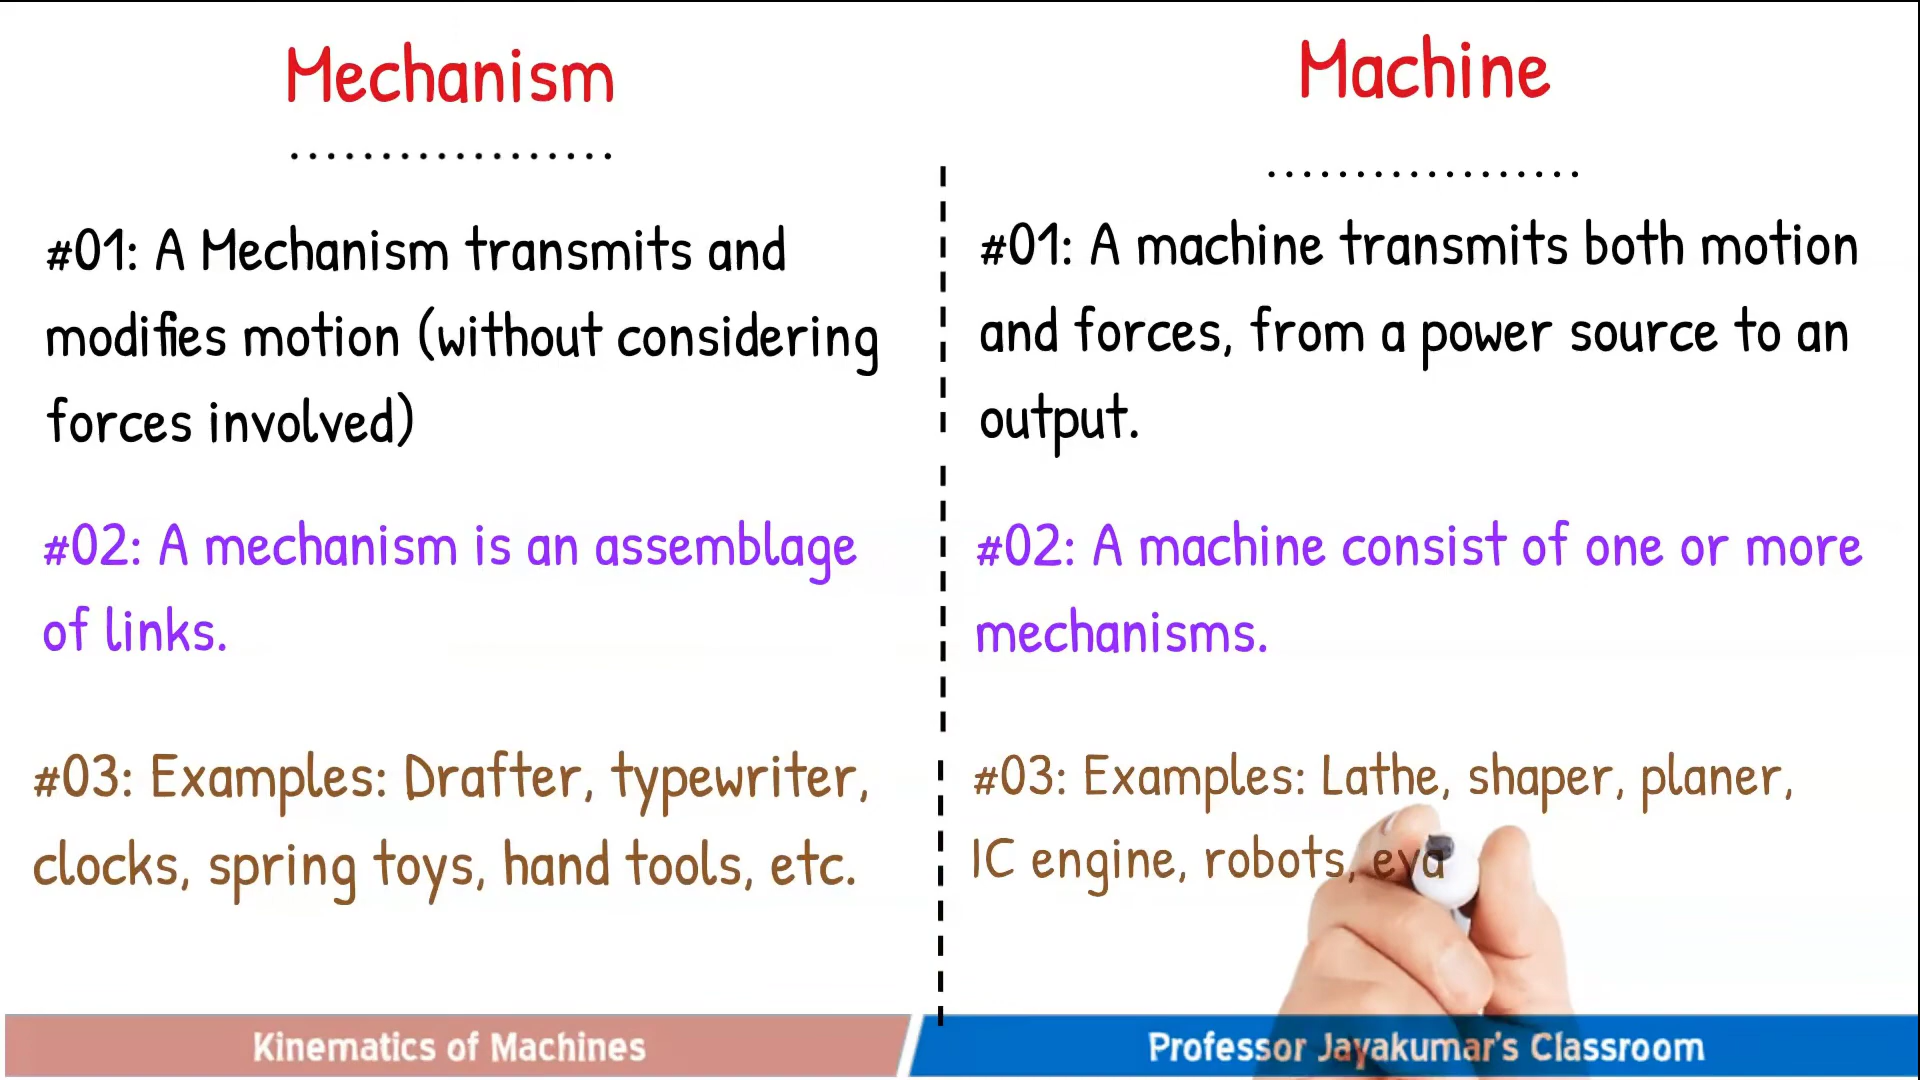 Mechanism
#01: A Mechanism transmits and
modifies motion (without considering
forces involved)
#02: A mechanism is an assemblage
of links.
#03: Examples: Drafter, typewriter,
clocks, spring toys, hand tools, etc.
Machine
#01: A machine transmits both motion
and forces, from a power source to an
output.
#02: A machine consist of one or more
mechanisms.
#03: Examples: Lathe, shaper, planer,
IC engine, robots,
Kinematics of Machines
Professor Jayakumar's Classroom